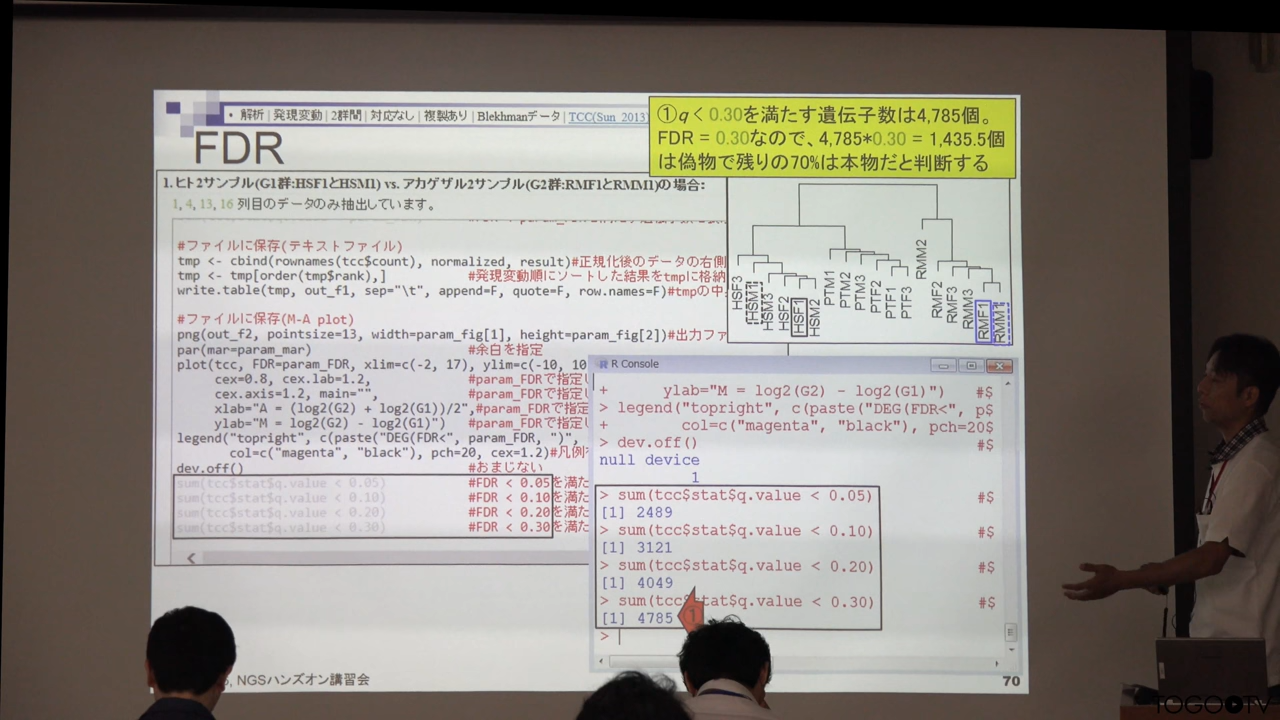 • 解析 | 発現変動 | 2群間 | 対応なし | 複製あり | Blekhmanデータ | TCC(Sun_2013)
FDR
①q < 0.30を満たす遺伝子数は4,785個。
FDR = 0.30なので、4,785*0.30 = 1,435.5個
は偽物で残りの70%は本物だと判断する
1. ヒト2サンプル(G1群:HSF1とHSM1) vs. アカゲザル2サンプル(G2群:RMF1とRMM1)の場合:
1, 4, 13, 16 列目のデータのみ抽出しています。
#ファイルに保存(テキストファイル)
tmp <- cbind(rownames(tcc$count), normalized, result)#正規化後のデータの右側
tmp <- tmp[order(tmp$rank),] #発現変動順にソートした結果をtmpに格納
write.table(tmp, out_f1, sep="\t", append=F, quote=F, row.names=F)#tmpの中
#ファイルに保存(M-A plot)
png(out_f2, pointsize=13, width=param_fig[1], height=param_fig[2])#出力ファ
par(mar=param_mar) #余白を指定
plot(tcc, FDR=param_FDR, xlim=c(-2, 17), ylim=c(-10, 10
cex=0.8, cex.lab=1.2, #param_FDRで指定
cex.axis=1.2, main="", #param_FDRで指定
xlab="A = (log2(G2) + log2(G1))/2",#param_FDRで指定
ylab="M = log2(G2) - log2(G1)") #param_FDRで指定
legend("topright", c(paste("DEG(FDR<", param_FDR, ")",
col=c("magenta", "black"), pch=20, cex=1.2)#凡例
dev.off() #おまじない
sum(tcc$stat$q.value < 0.05) #FDR < 0.05を満た
sum(tcc$stat$q.value < 0.10) #FDR < 0.10を満た
sum(tcc$stat$q.value < 0.20) #FDR < 0.20を満た
sum(tcc$stat$q.value < 0.30) #FDR < 0.30を満た
HSF3
HSM1
HSM3
HSF2
HSF1
HSM2
PTM1
PTM2
PTM3
PTF2
PTF1
PTF3
RMM2
RMF2
RMF3
RMM3
RMF1
RMM1
R Console
+ ylab="M = log2(G2) - log2(G1)") #$
> legend("topright", c(paste("DEG(FDR<", p$
+ col=c("magenta", "black"), pch=20$
> dev.off() #$
null device
1
> sum(tcc$stat$q.value < 0.05) #$
[1] 2489
> sum(tcc$stat$q.value < 0.10) #$
[1] 3121
> sum(tcc$stat$q.value < 0.20) #$
[1] 4049
> sum(tcc$stat$q.value < 0.30) #$
[1] 4785
①
>
, NGSハンズオン講習会
70
TOGOTV